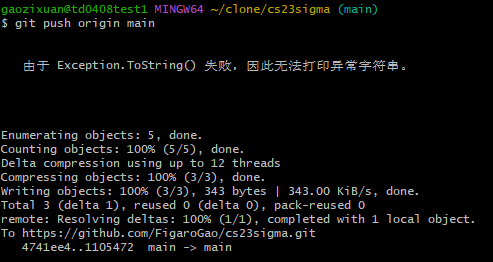 gaozixuan@td0408test1 MINGW64 ~/clone/cs23sigma (main)
$ git push origin main
由于 Exception.ToString() 失败，因此无法打印异常字符串。
Enumerating objects: 5, done.
Counting objects: 100% (5/5), done.
Delta compression using up to 12 threads
Compressing objects: 100% (3/3), done.
Writing objects: 100% (3/3), 343 bytes | 343.00 KiB/s, done.
Total 3 (delta 1), reused 0 (delta 0), pack-reused 0
remote: Resolving deltas: 100% (1/1), completed with 1 local object.
To https://github.com/FigaroGao/cs23sigma.git
   4741ee4..1105472  main -> main